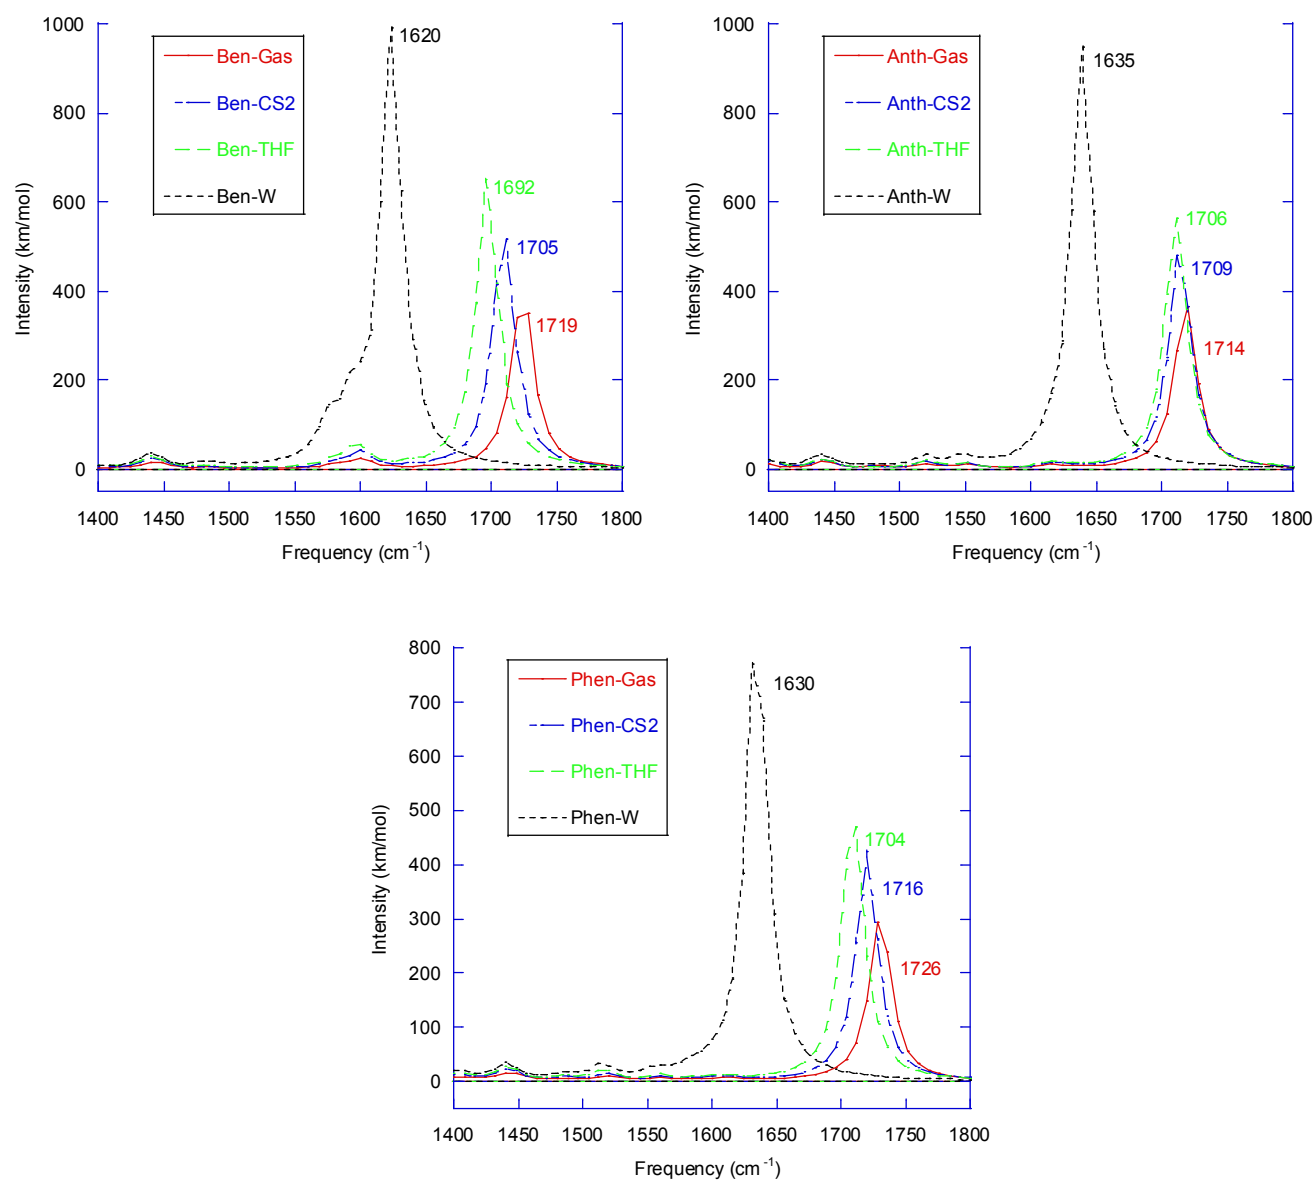 1000
800
600
400
200
0
Intensity (km/mol)
Ben-Gas
Ben-CS2
Ben-THF
Ben-W
1620
1692
1705
1719
1400 1450 1500 1550 1600 1650 1700 1750 1800
Frequency (cm⁻¹)
1000
800
600
400
200
0
Intensity (km/mol)
Anth-Gas
Anth-CS2
Anth-THF
Anth-W
1635
1706
1709
1714
1400 1450 1500 1550 1600 1650 1700 1750 1800
Frequency (cm⁻¹)
800
700
600
500
400
300
200
100
0
Intensity (km/mol)
Phen-Gas
Phen-CS2
Phen-THF
Phen-W
1630
1704
1716
1726
1400 1450 1500 1550 1600 1650 1700 1750 1800
Frequency (cm⁻¹)